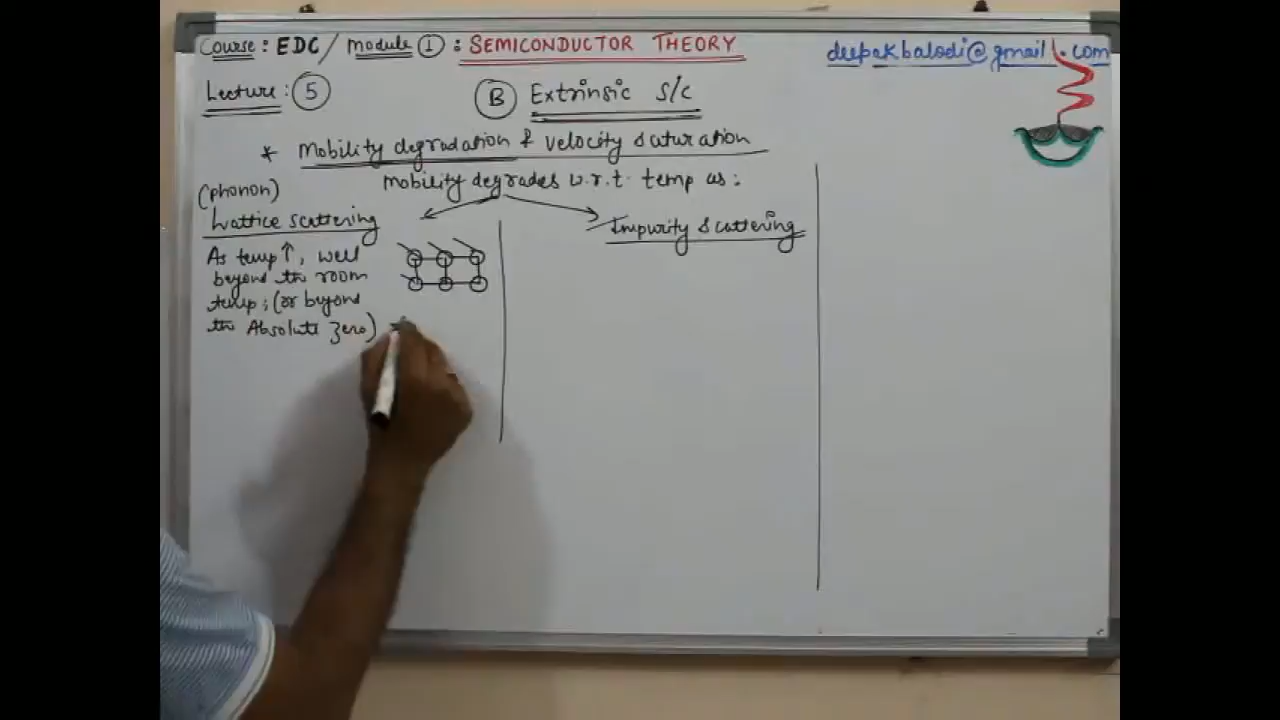 Course: EDC / Module ① : SEMICONDUCTOR THEORY
deepakbalodi@gmail.com
Lecture: ⑤
Ⓑ Extrinsic S/C
* Mobility degradation & velocity saturation
Mobility degrades w.r.t. temp as:
(phonon)
Lattice scattering
As temp ↑, well
beyond the room
temp; (or beyond
the Absolute zero)
Impurity scattering